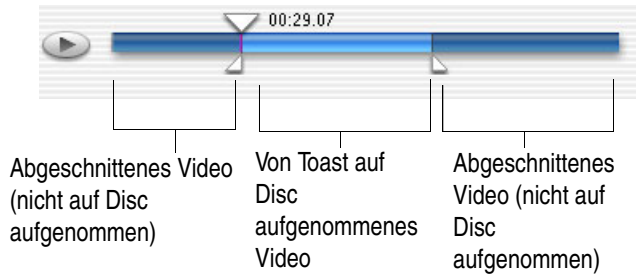 00:29.07
Abgeschnittenes Video
(nicht auf Disc
aufgenommen)
Von Toast auf
Disc
aufgenommenes
Video
Abgeschnittenes
Video (nicht auf
Disc
aufgenommen)